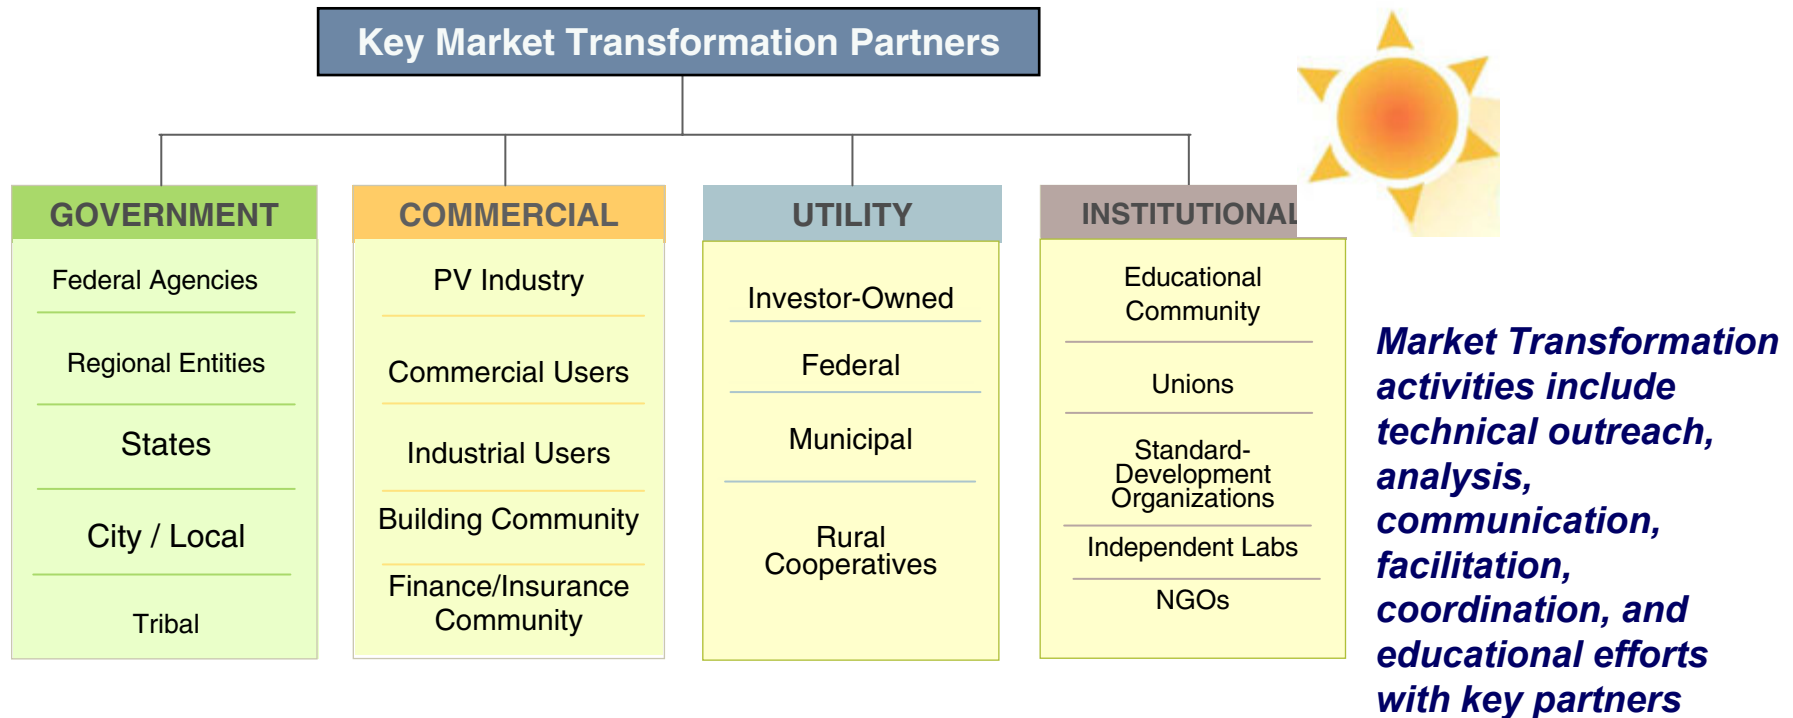 Key Market Transformation Partners
GOVERNMENT
Federal Agencies
Regional Entities
States
City / Local
Tribal
COMMERCIAL
PV Industry
Commercial Users
Industrial Users
Building Community
Finance/Insurance
Community
UTILITY
Investor-Owned
Federal
Municipal
Rural
Cooperatives
INSTITUTIONAL
Educational
Community
Unions
Standard-
Development
Organizations
Independent Labs
NGOs
Market Transformation
activities include
technical outreach,
analysis,
communication,
facilitation,
coordination, and
educational efforts
with key partners